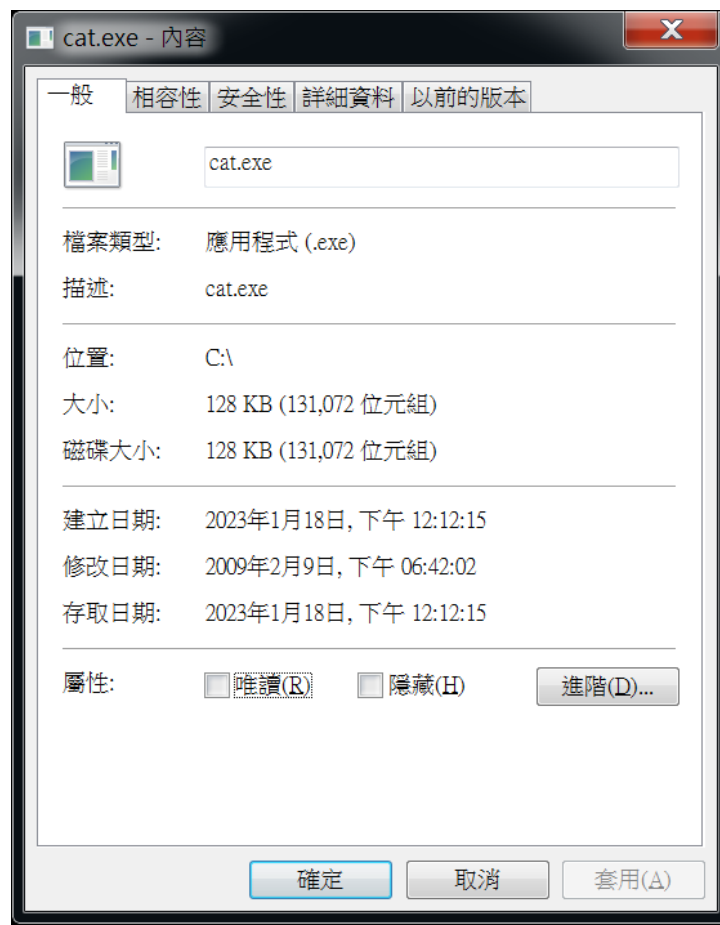 cat.exe - 內容
一般 相容性 安全性 詳細資料 以前的版本
cat.exe
檔案類型: 應用程式 (.exe)
描述: cat.exe
位置: C:\
大小: 128 KB (131,072 位元組)
磁碟大小: 128 KB (131,072 位元組)
建立日期: 2023年1月18日, 下午 12:12:15
修改日期: 2009年2月9日, 下午 06:42:02
存取日期: 2023年1月18日, 下午 12:12:15
屬性: 唯讀(R) 隱藏(H) 進階(D)...
確定 取消 套用(A)